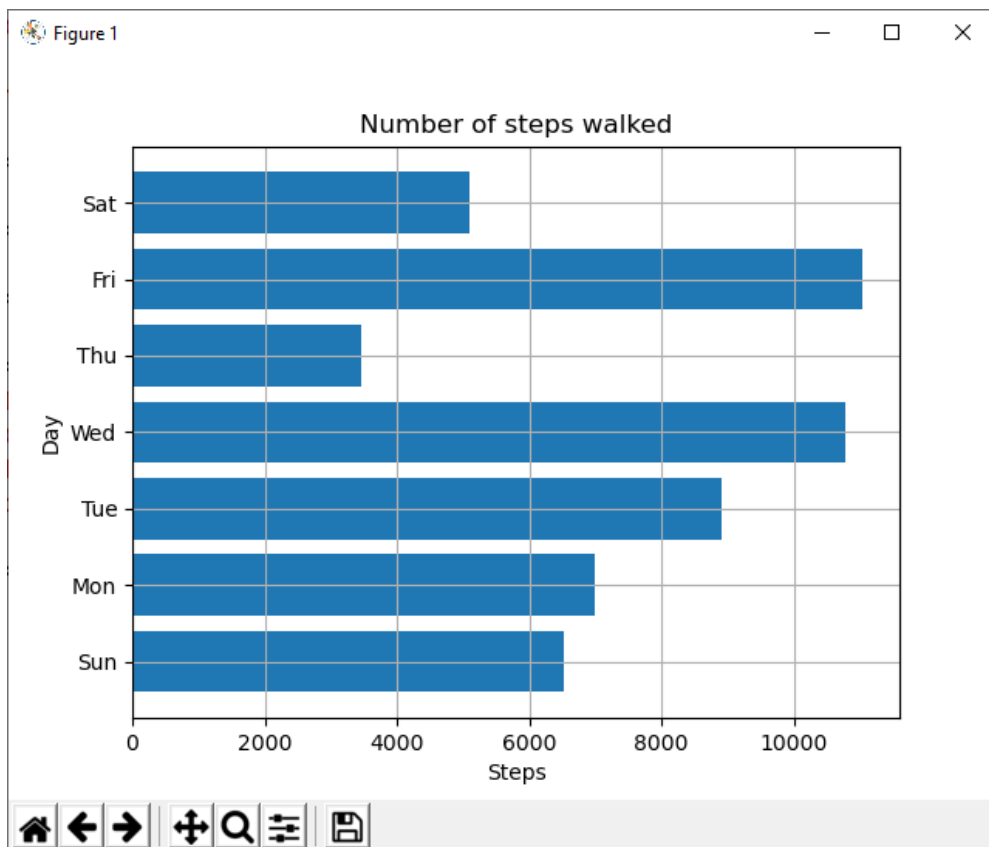 Figure 1
Number of steps walked
Sat
Fri
Thu
Wed
Tue
Mon
Sun
Day
0 2000 4000 6000 8000 10000
Steps